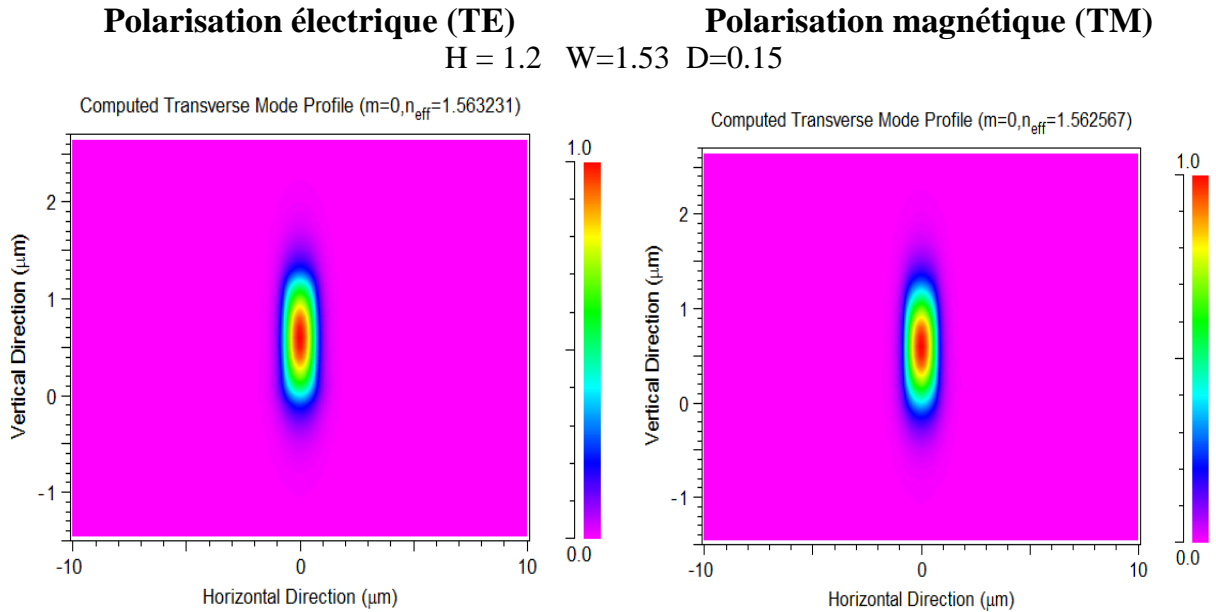 Polarisation électrique (TE)
Polarisation magnétique (TM)
H = 1.2 W=1.53 D=0.15
Computed Transverse Mode Profile (m=0,neff=1.563231)
1.0
2
1
0
-1
Vertical Direction (μm)
0.0
-10
0
10
Horizontal Direction (μm)
Computed Transverse Mode Profile (m=0,neff=1.562567)
1.0
2
1
0
-1
Vertical Direction (μm)
0.0
-10
0
10
Horizontal Direction (μm)